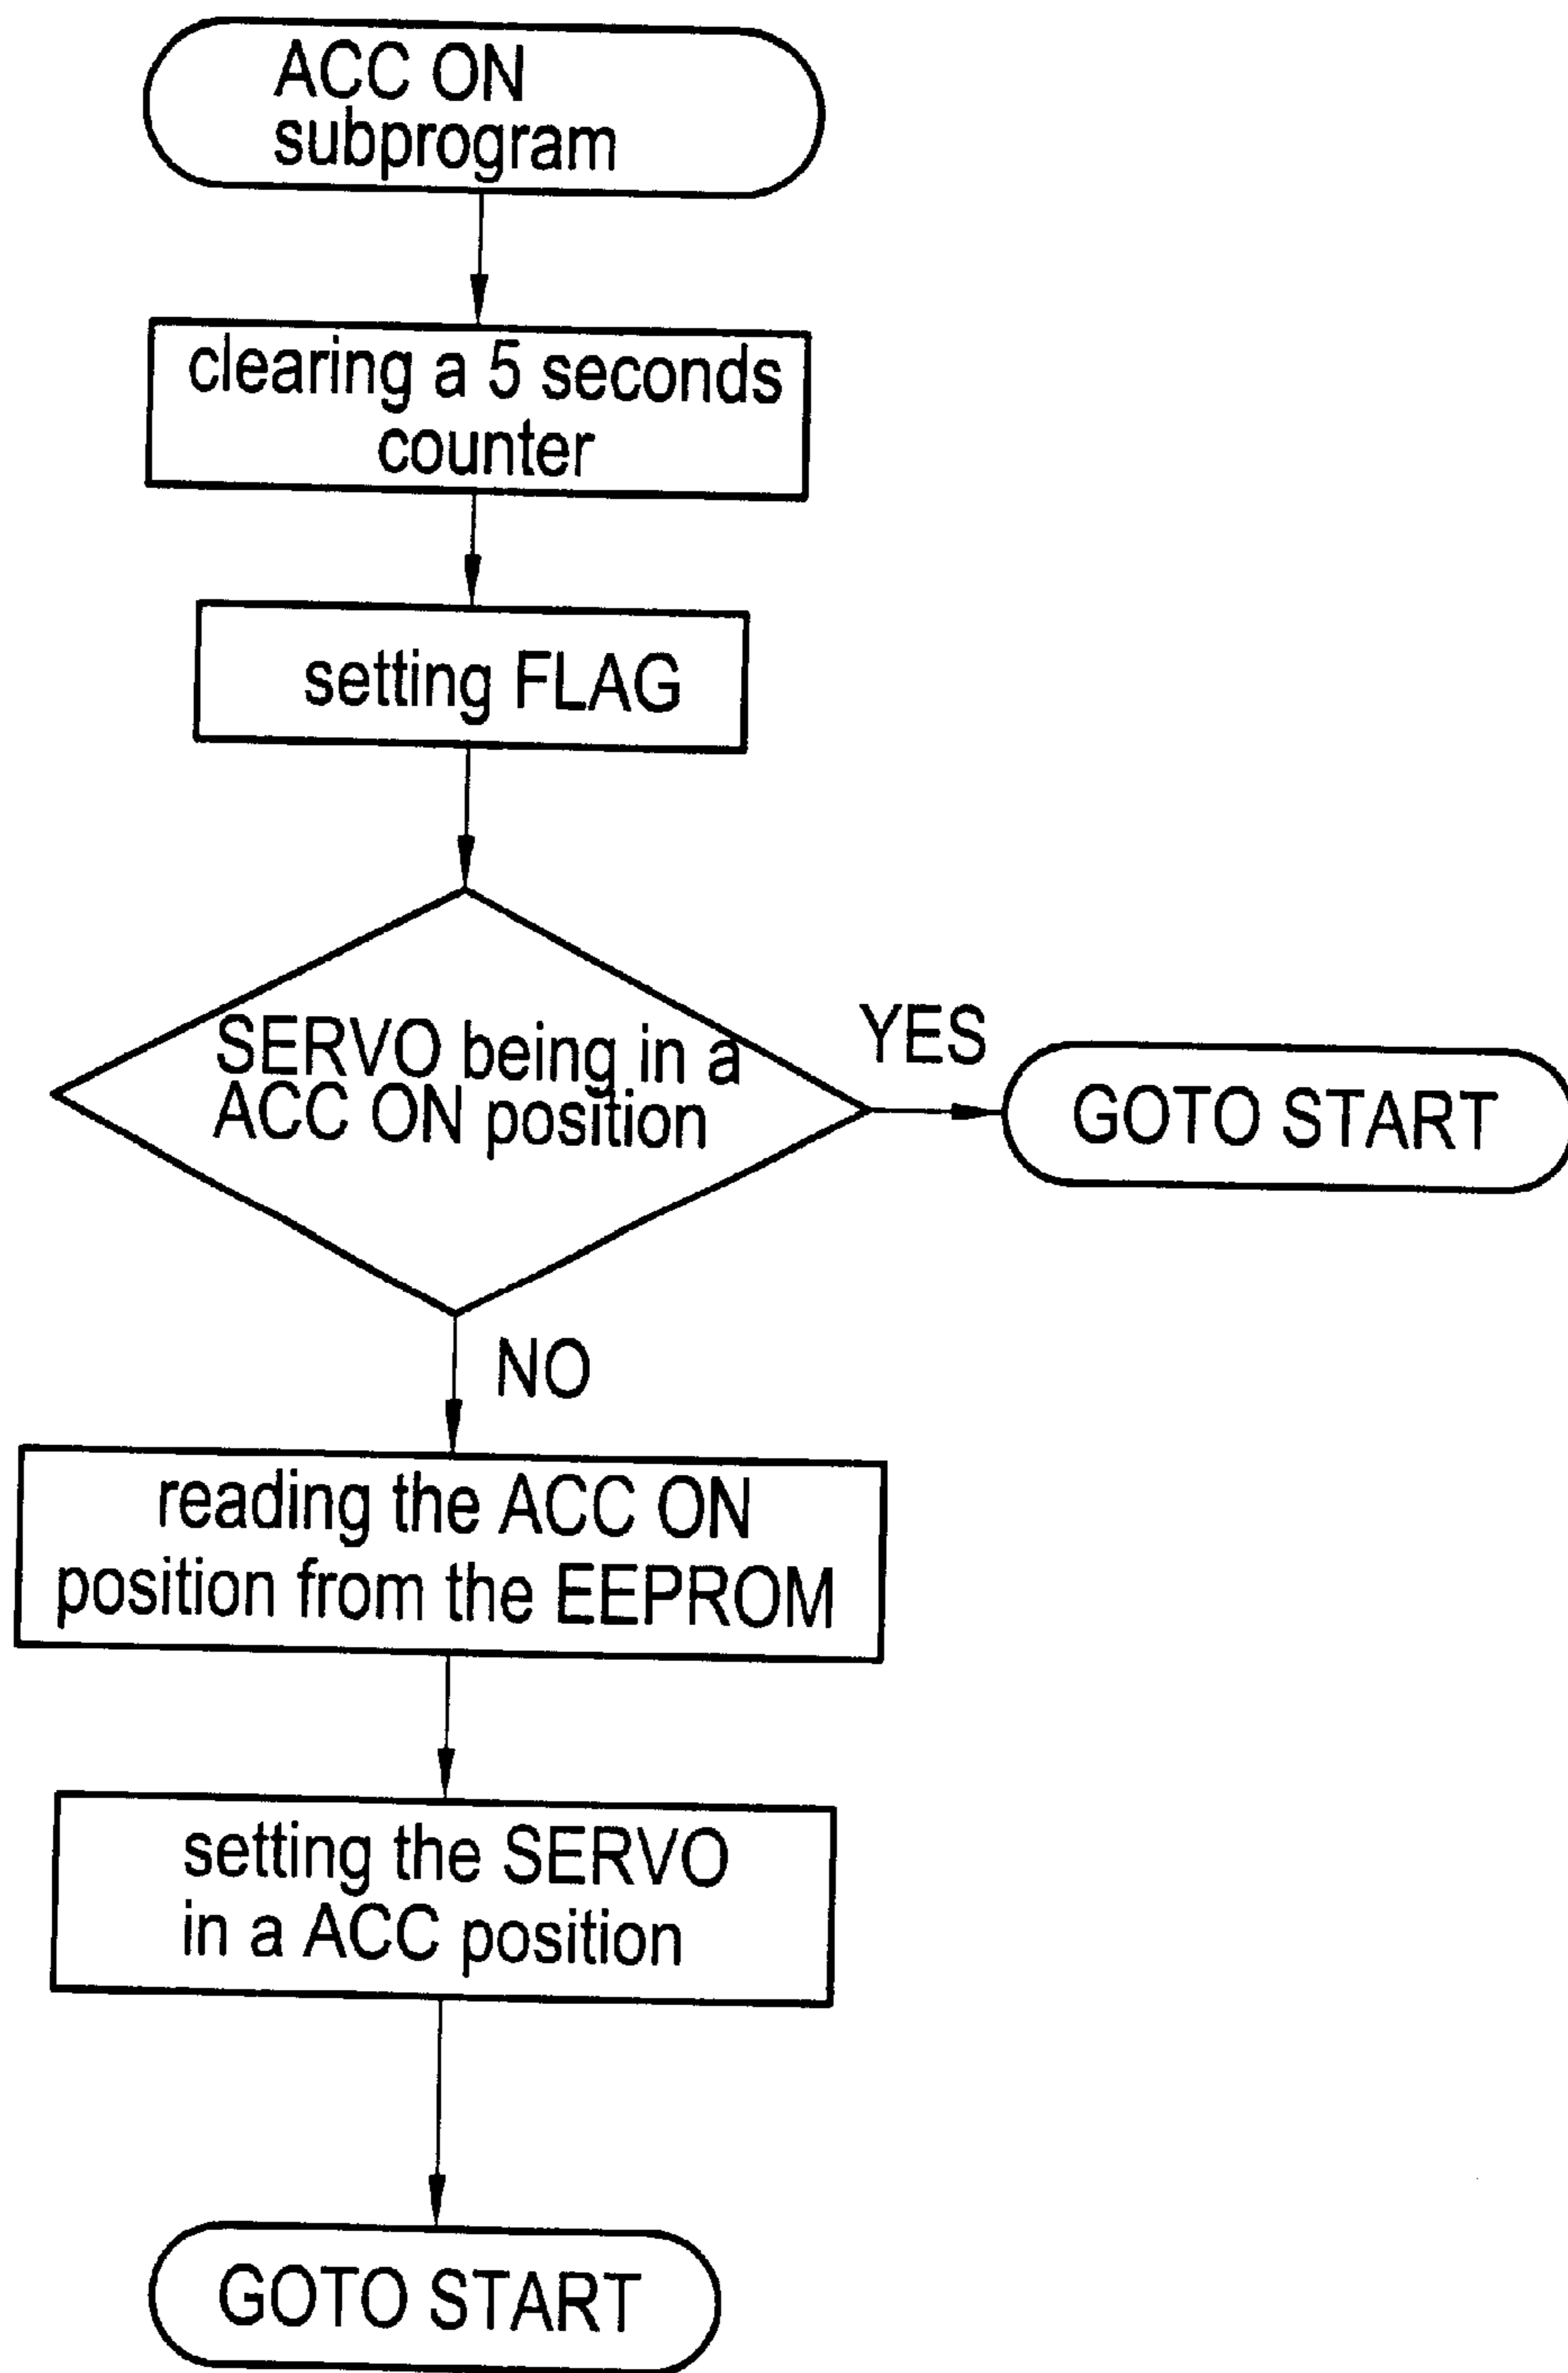 ACC ON
subprogram
clearing a 5 seconds
counter
setting FLAG
SERVO being in a
ACC ON position
YES
GOTO START
NO
reading the ACC ON
position from the EEPROM
setting the SERVO
in a ACC position
GOTO START